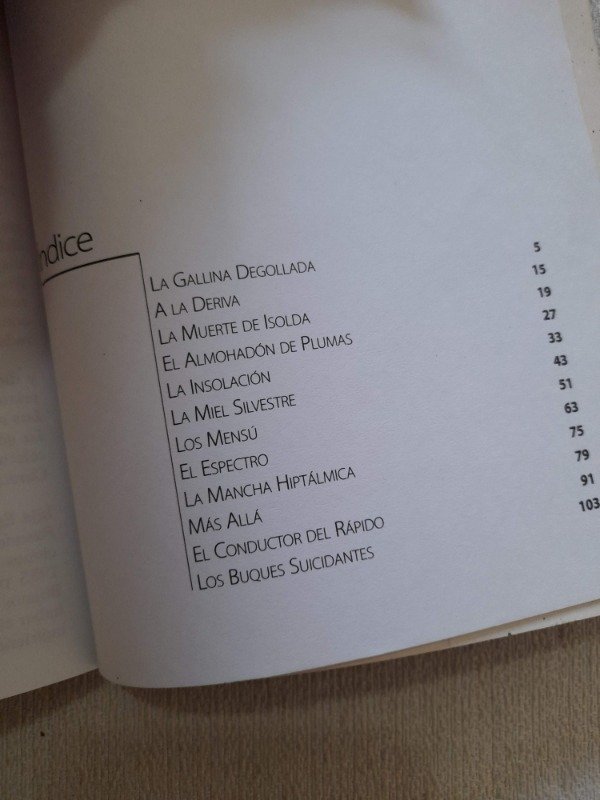 Índice
La Gallina Degollada 5
A la Deriva 15
La Muerte de Isolda 19
El Almohadón de Plumas 27
La Insolación 33
La Miel Silvestre 43
Los Mensú 51
El Espectro 63
La Mancha Hiptálmica 75
Más Allá 79
El Conductor del Rápido 91
Los Buques Suicidantes 103